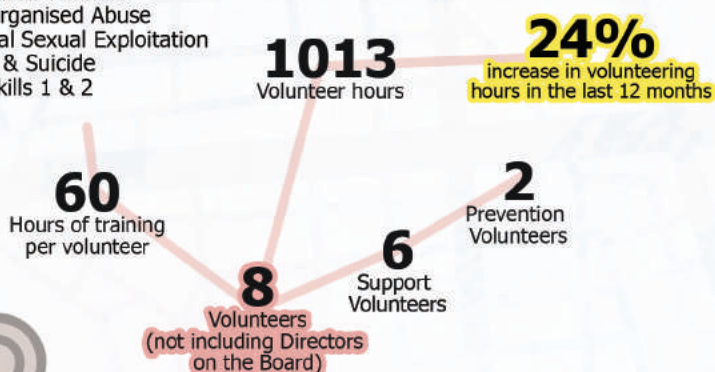 rganised Abuse
al Sexual Exploitation
& Suicide
kills 1 & 2
1013
Volunteer hours
24%
increase in volunteering
hours in the last 12 months
60
Hours of training
per volunteer
2
Prevention
Volunteers
6
Support
Volunteers
8
Volunteers
(not including Directors
on the Board)